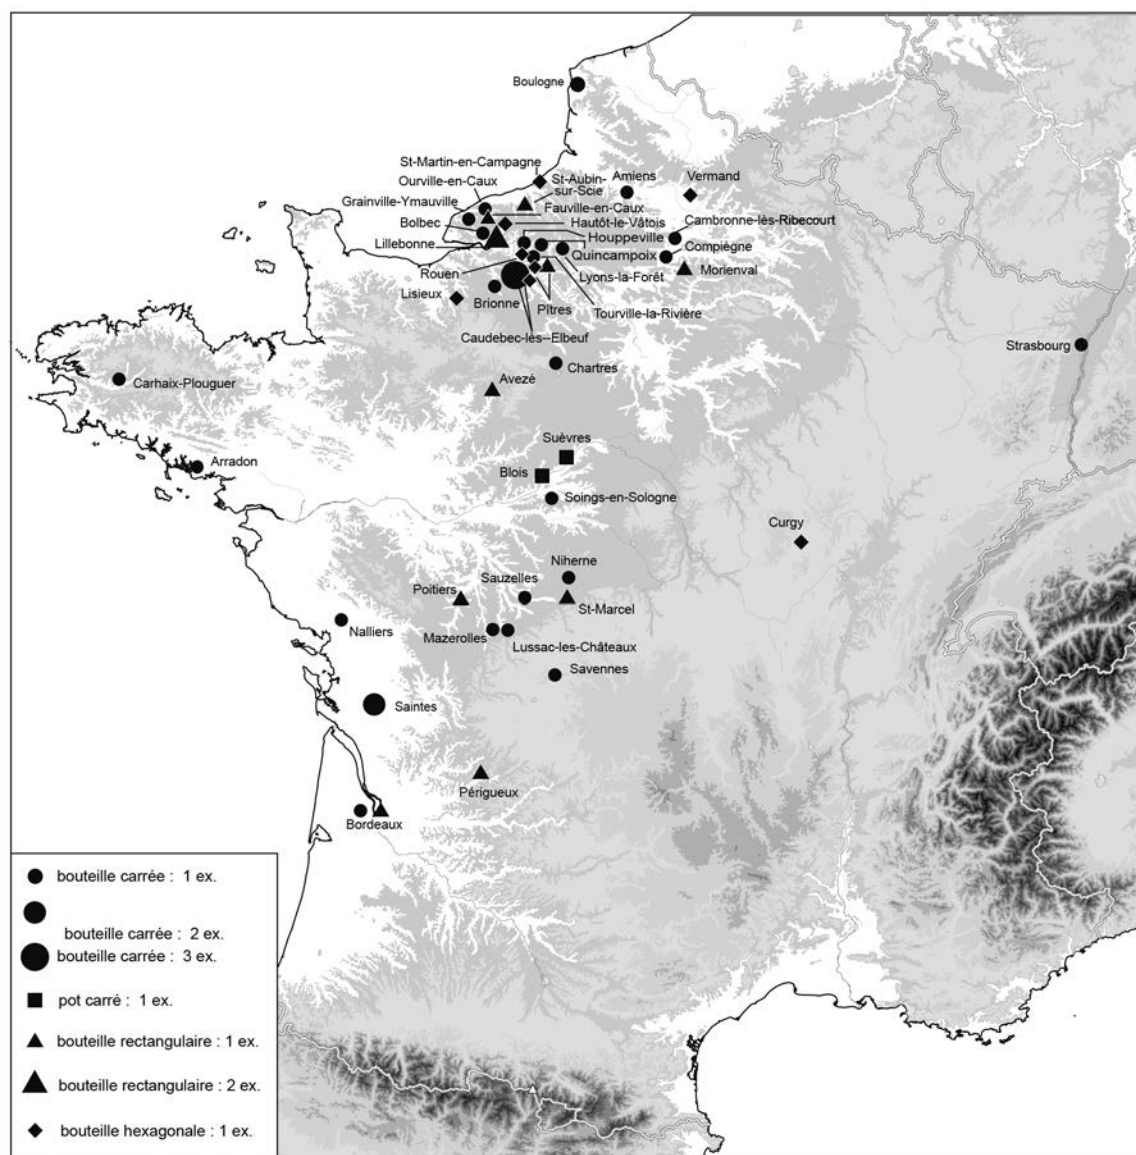 Boulogne
St-Martin-en-Campagne
Ourville-en-Caux
St-Aubin-
sur-Scie
Amiens
Vermand
Grainville-Ymauville
Fauville-en-Caux
Bolbec
Hautôt-le-Vâtois
Cambronne-lès-Ribecourt
Lillebonne
Houppeville
Compiègne
Quincampoix
Rouen
Lyons-la-Forêt
Morienval
Lisieux
Brionne
Pîtres
Tourville-la-Rivière
Caudebec-lès--Elbeuf
Strasbourg
Chartres
Carhaix-Plouguer
Avezé
Suèvres
Arradon
Blois
Soings-en-Sologne
Curgy
Niherne
Sauzelles
Poitiers
St-Marcel
Nalliers
Mazerolles
Lussac-les-Châteaux
Savennes
Saintes
Périgueux
Bordeaux
bouteille carrée : 1 ex.
bouteille carrée : 2 ex.
bouteille carrée : 3 ex.
pot carré : 1 ex.
bouteille rectangulaire : 1 ex.
bouteille rectangulaire : 2 ex.
bouteille hexagonale : 1 ex.